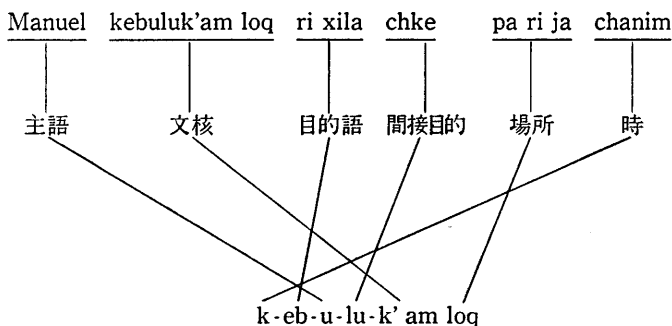 Manuel kebuluk'am loq ri xila chke pa ri ja chanim
主語 文核 目的語 間接目的 場所 時
k-eb-u-lu-k' am loq